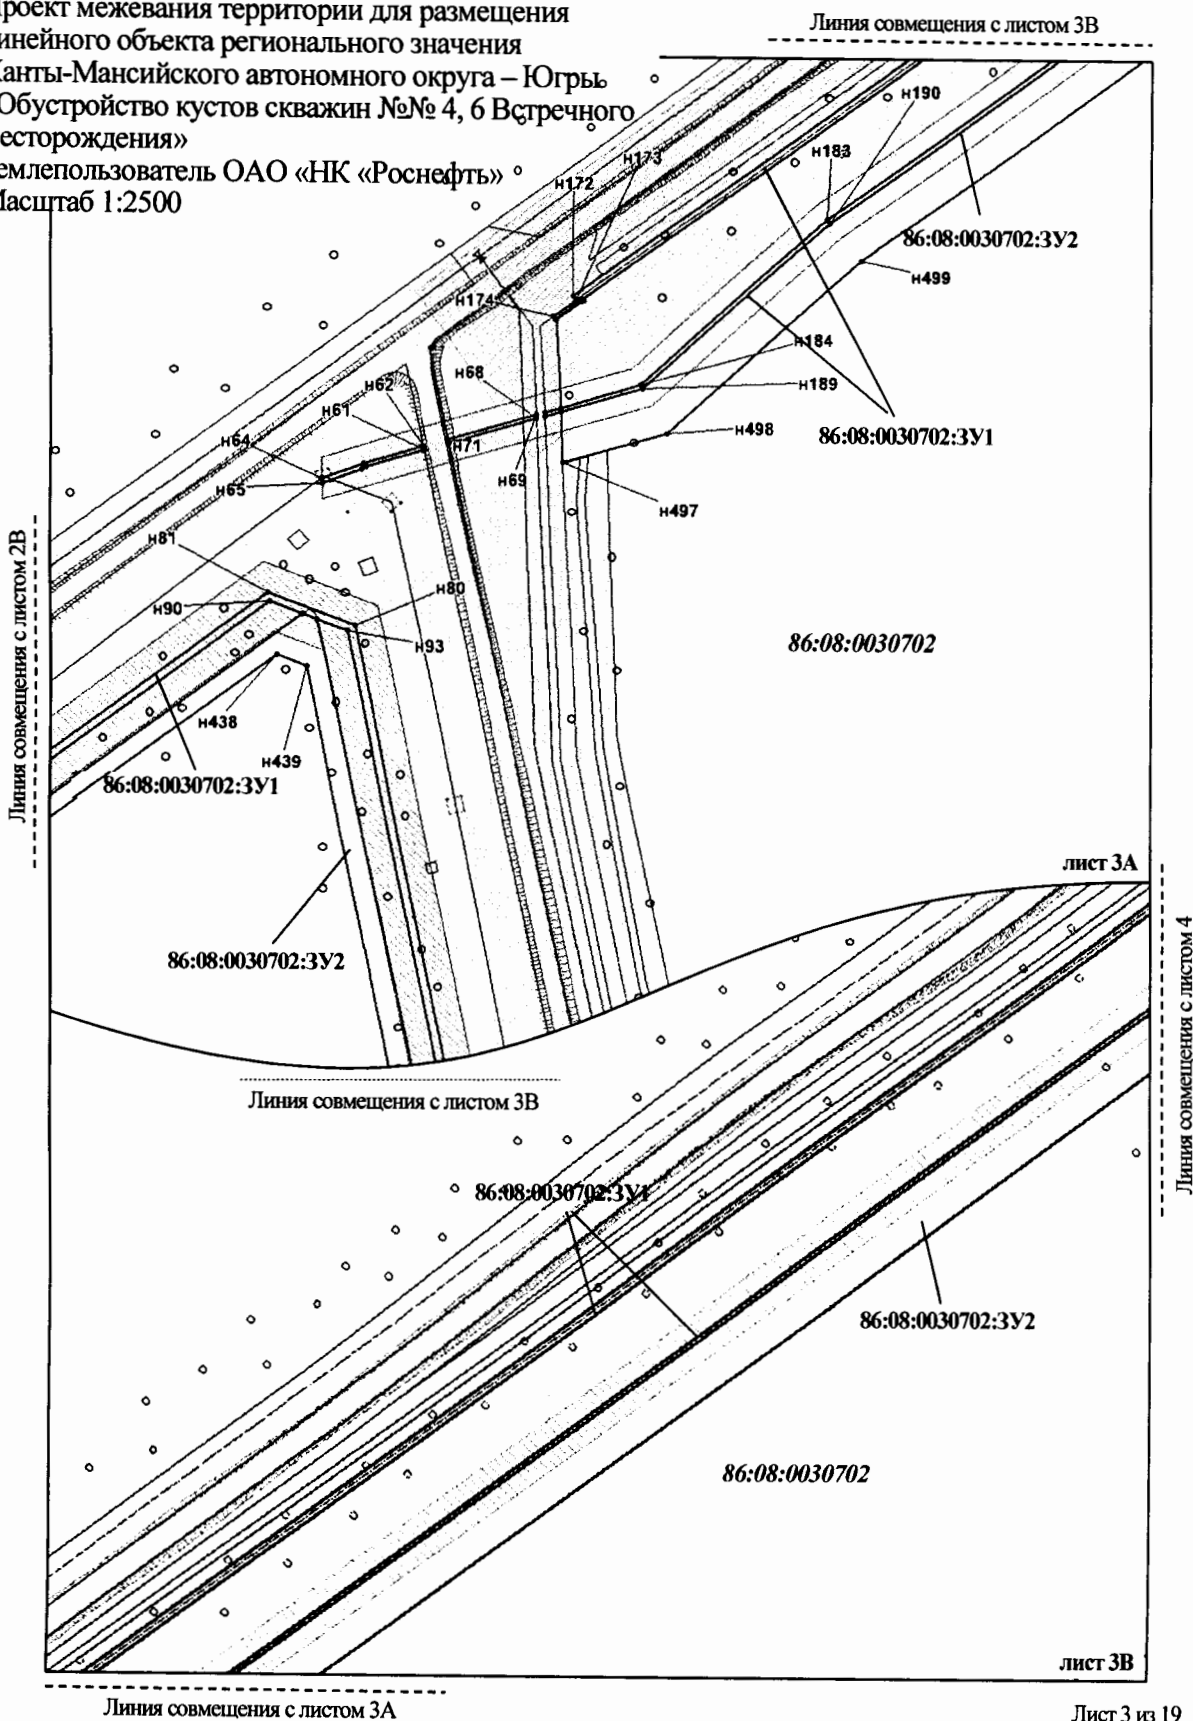 роект межевания территории для размещения
инейного объекта регионального значения
анты-Мансийского автономного округа – Югры
Обустройство кустов скважин №№ 4, 6 Встречного
есторождения»
емлепользователь ОАО «НК «Роснефть»
Масштаб 1:2500
Линия совмещения с листом 3В
н190
н183
н173
н172
86:08:0030702:ЗУ2
н499
н174
н184
н68
н189
н62
н61
н498
86:08:0030702:ЗУ1
н64
н71
н69
н65
н497
Линия совмещения с листом 2В
н81
н80
н90
н93
86:08:0030702
н438
н439
86:08:0030702:ЗУ1
лист 3А
86:08:0030702:ЗУ2
Линия совмещения с листом 4
Линия совмещения с листом 3В
86:08:0030702:ЗУ1
86:08:0030702:ЗУ2
86:08:0030702
лист 3В
Линия совмещения с листом 3А
Лист 3 из 19